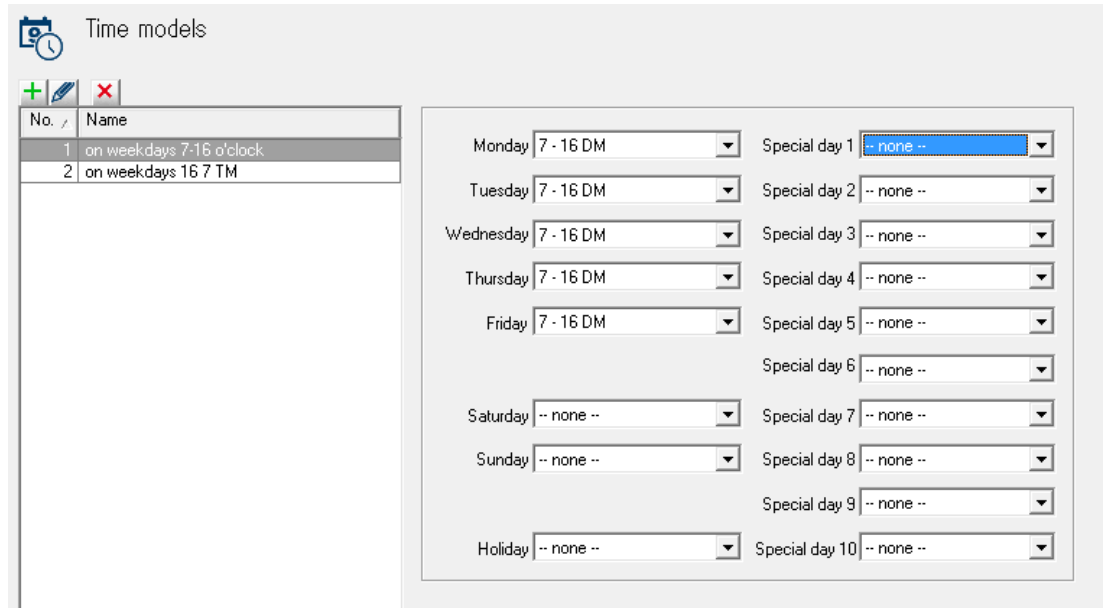 Time models
No. Name
1 on weekdays 7-16 o'clock
2 on weekdays 16 7 TM
Monday 7 - 16 DM Special day 1 -- none --
Tuesday 7 - 16 DM Special day 2 -- none --
Wednesday 7 - 16 DM Special day 3 -- none --
Thursday 7 - 16 DM Special day 4 -- none --
Friday 7 - 16 DM Special day 5 -- none --
Special day 6 -- none --
Saturday -- none -- Special day 7 -- none --
Sunday -- none -- Special day 8 -- none --
Special day 9 -- none --
Holiday -- none -- Special day 10 -- none --